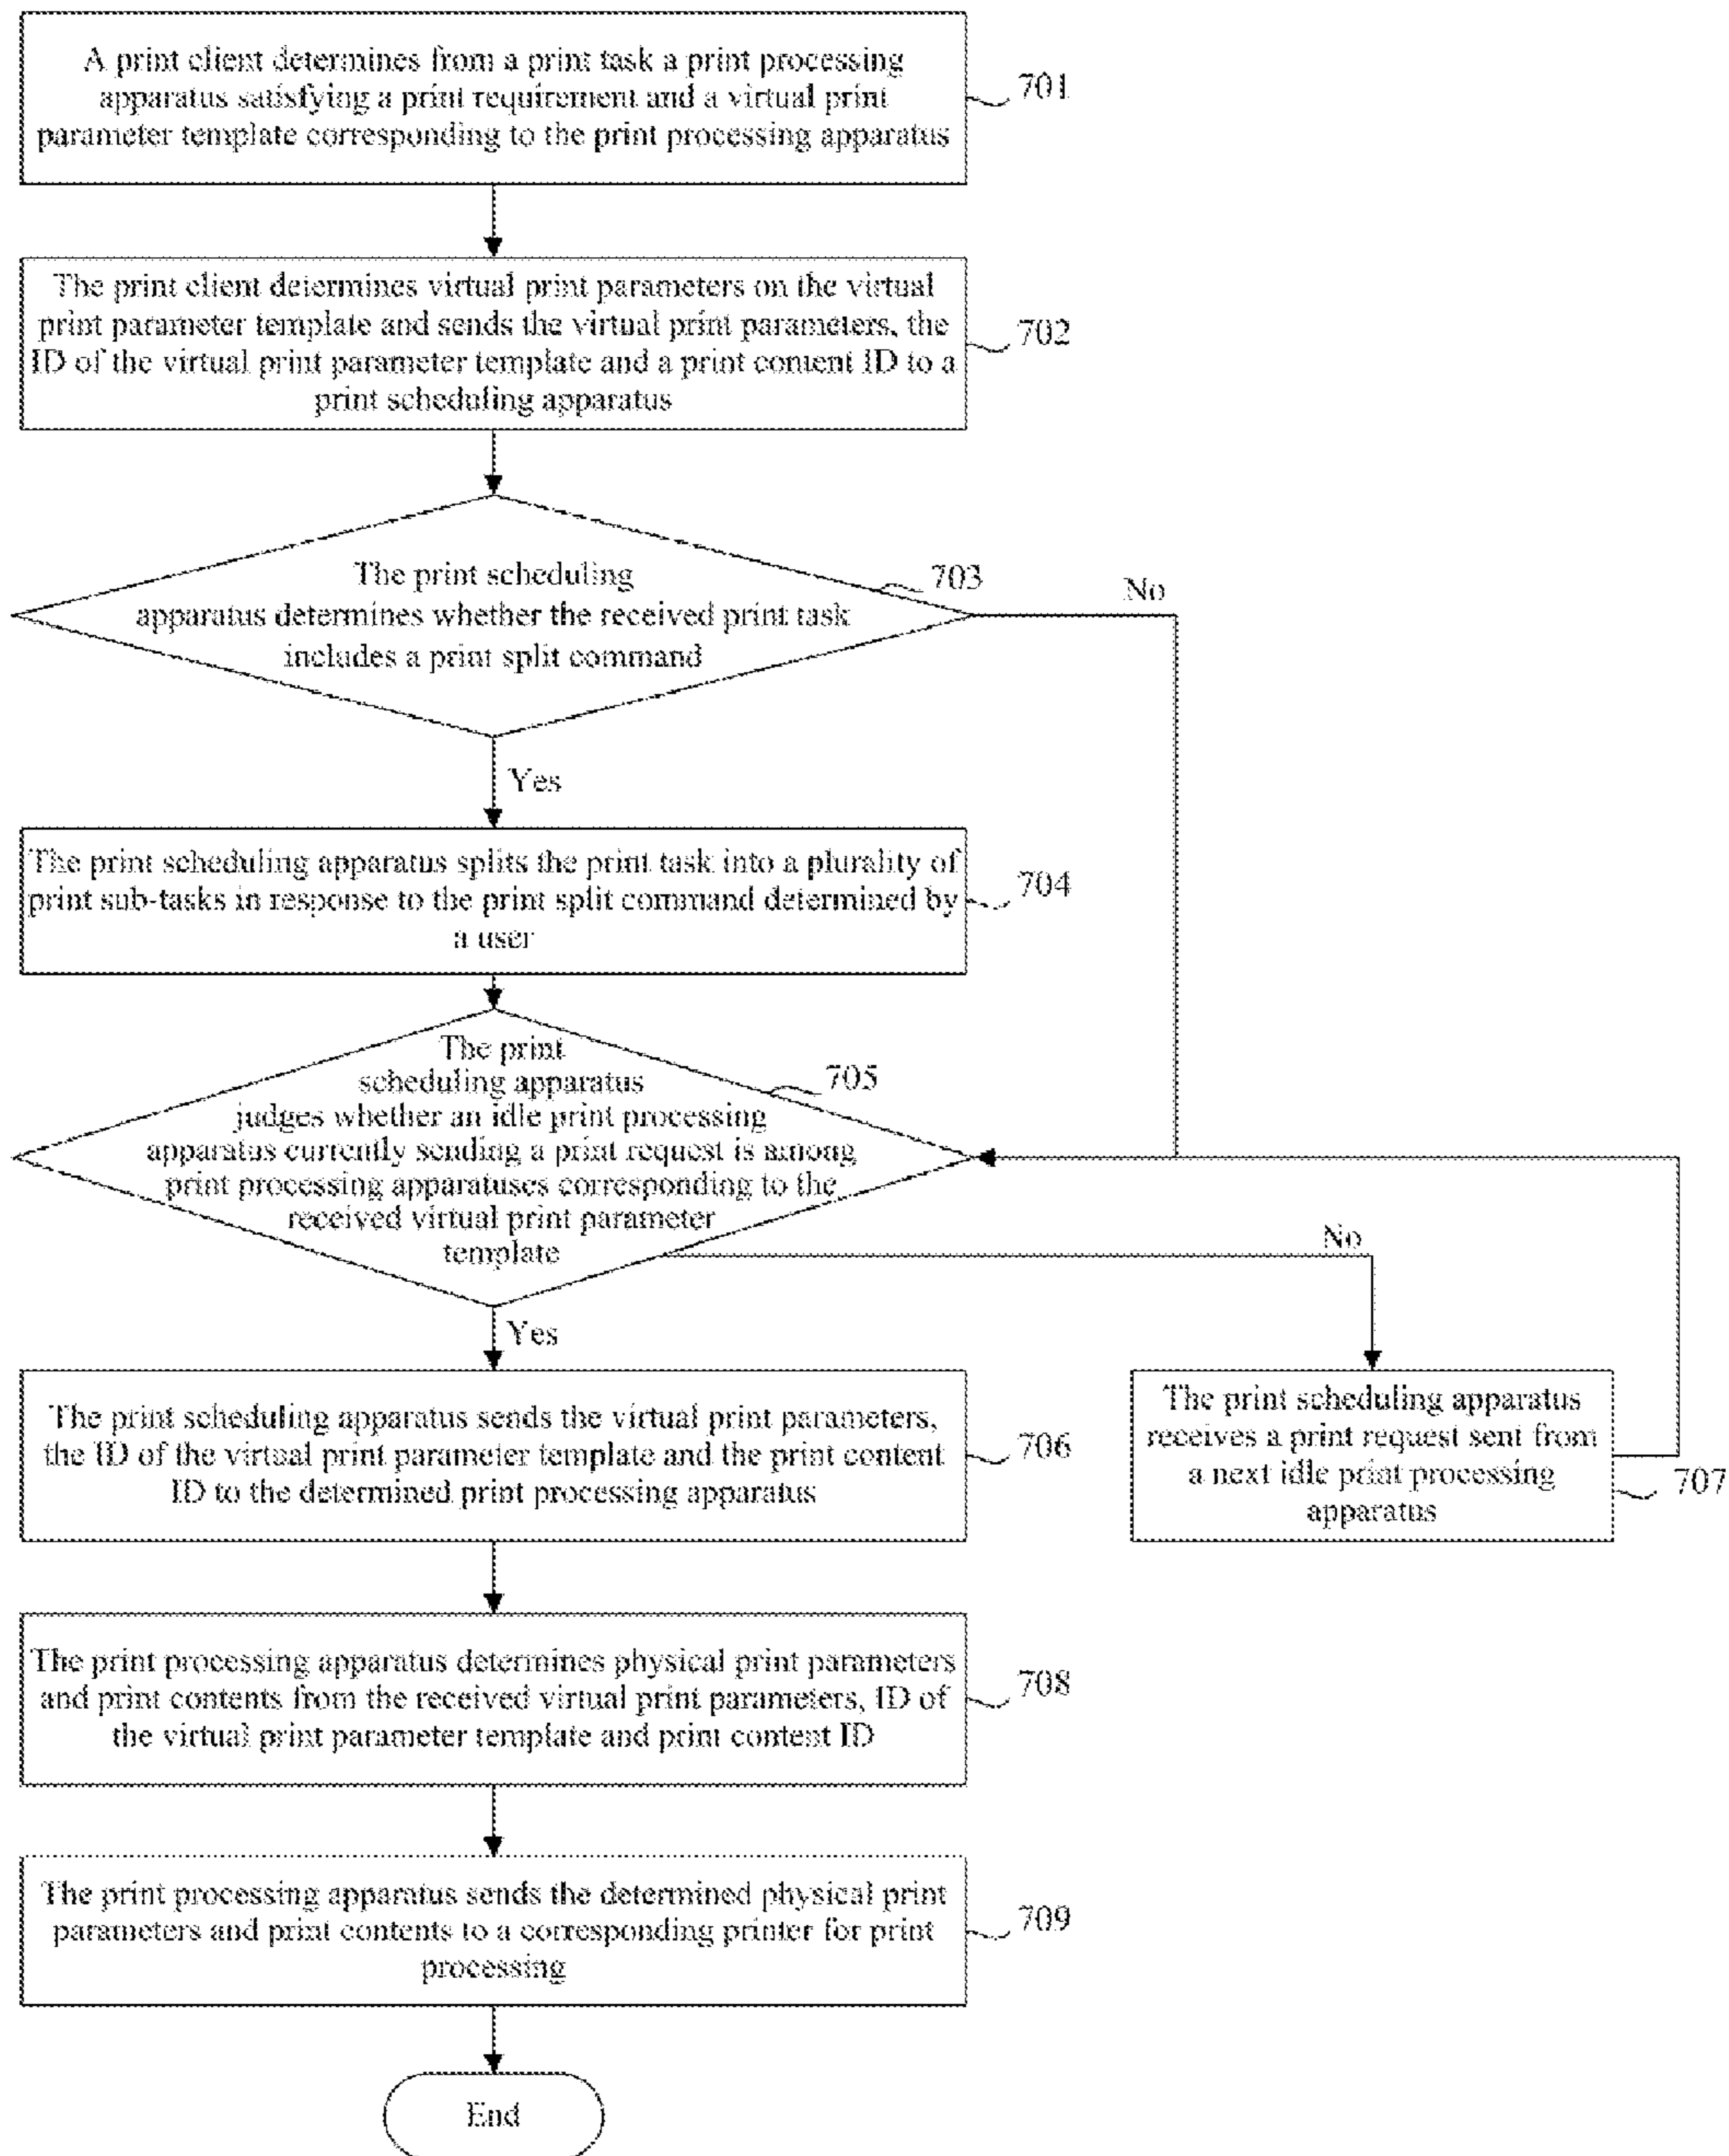 A print client determines from a print task a print processing
apparatus satisfying a print requirement and a virtual print
parameter template corresponding to the print processing apparatus
701
The print client determines virtual print parameters on the virtual
print parameter template and sends the virtual print parameters, the
ID of the virtual print parameter template and a print content ID to a
print scheduling apparatus
702
The print scheduling
apparatus determines whether the received print task
includes a print split command
703
No
Yes
The print scheduling apparatus splits the print task into a plurality of
print sub-tasks in response to the print split command determined by
a user
704
The print
scheduling apparatus
judges whether an idle print processing
apparatus currently sending a print request is among
print processing apparatuses corresponding to the
received virtual print parameter
template
705
No
Yes
The print scheduling apparatus sends the virtual print parameters,
the ID of the virtual print parameter template and the print content
ID to the determined print processing apparatus
706
The print scheduling apparatus
receives a print request sent from
a next idle print processing
apparatus
707
The print processing apparatus determines physical print parameters
and print contents from the received virtual print parameters, ID of
the virtual print parameter template and print content ID
708
The print processing apparatus sends the determined physical print
parameters and print contents to a corresponding printer for print
processing
709
End